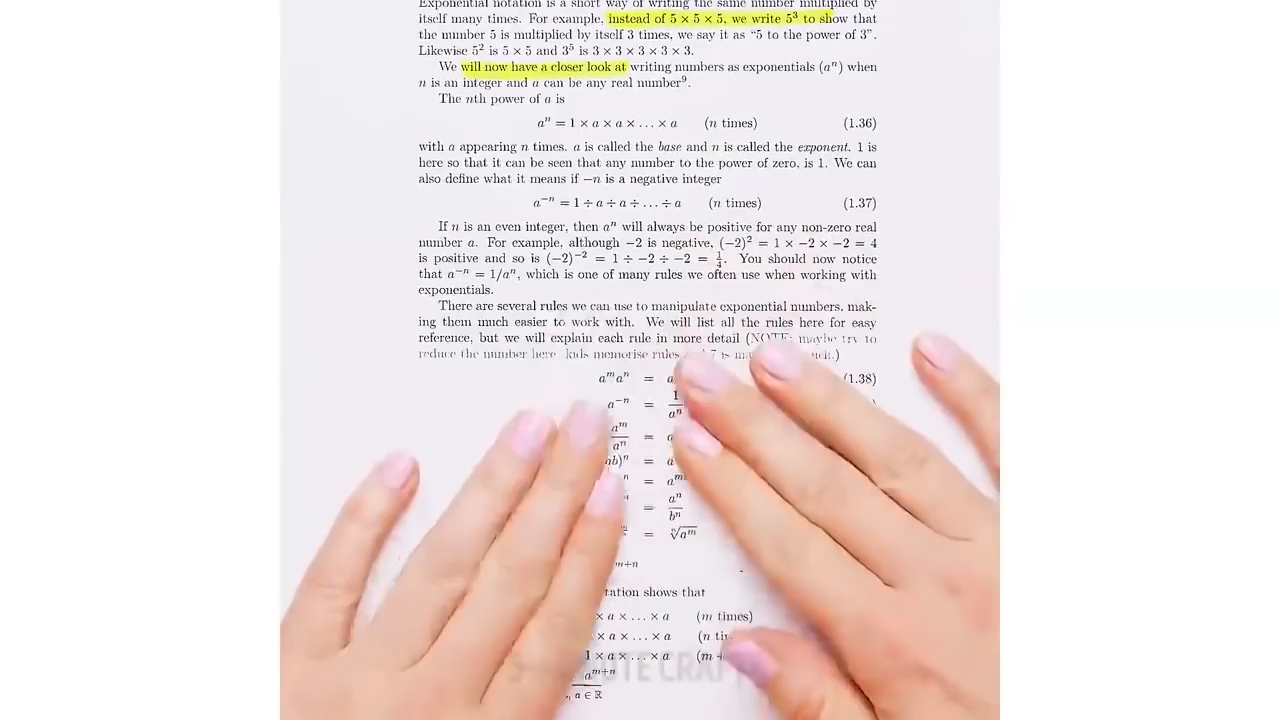 Exponential notation is a short way of writing the same number multiplied by
itself many times. For example, instead of 5 × 5 × 5, we write 5³ to show that
the number 5 is multiplied by itself 3 times, we say it as “5 to the power of 3”.
Likewise 5² is 5 × 5 and 3⁵ is 3 × 3 × 3 × 3 × 3.
We will now have a closer look at writing numbers as exponentials (aⁿ) when
n is an integer and a can be any real number⁹.
The nth power of a is
aⁿ = 1 × a × a × . . . × a (n times) (1.36)
with a appearing n times. a is called the base and n is called the exponent. 1 is
here so that it can be seen that any number to the power of zero, is 1. We can
also define what it means if −n is a negative integer
a⁻ⁿ = 1 ÷ a ÷ a ÷ . . . ÷ a (n times) (1.37)
If n is an even integer, then aⁿ will always be positive for any non-zero real
number a. For example, although −2 is negative, (−2)² = 1 × −2 × −2 = 4
is positive and so is (−2)⁻² = 1 ÷ −2 ÷ −2 = 1/4. You should now notice
that a⁻ⁿ = 1/aⁿ, which is one of many rules we often use when working with
exponentials.
There are several rules we can use to manipulate exponential numbers, mak-
ing them much easier to work with. We will list all the rules here for easy
reference, but we will explain each rule in more detail (NOTE: maybe try to
reduce the number here kids memorise rules 7 is
aᵐaⁿ = a (1.38)
a⁻ⁿ = 1/aⁿ
aᵐ/aⁿ = a
ab)ⁿ = a
ⁿ = aᵐ
= aⁿ/bⁿ
= ⁿ√aᵐ
m+n
tation shows that
× a × . . . × a (m times)
× a × . . . × a (n
1 × a × . . . × a (m
aᵐ⁺ⁿ
, a ∈ ℝ